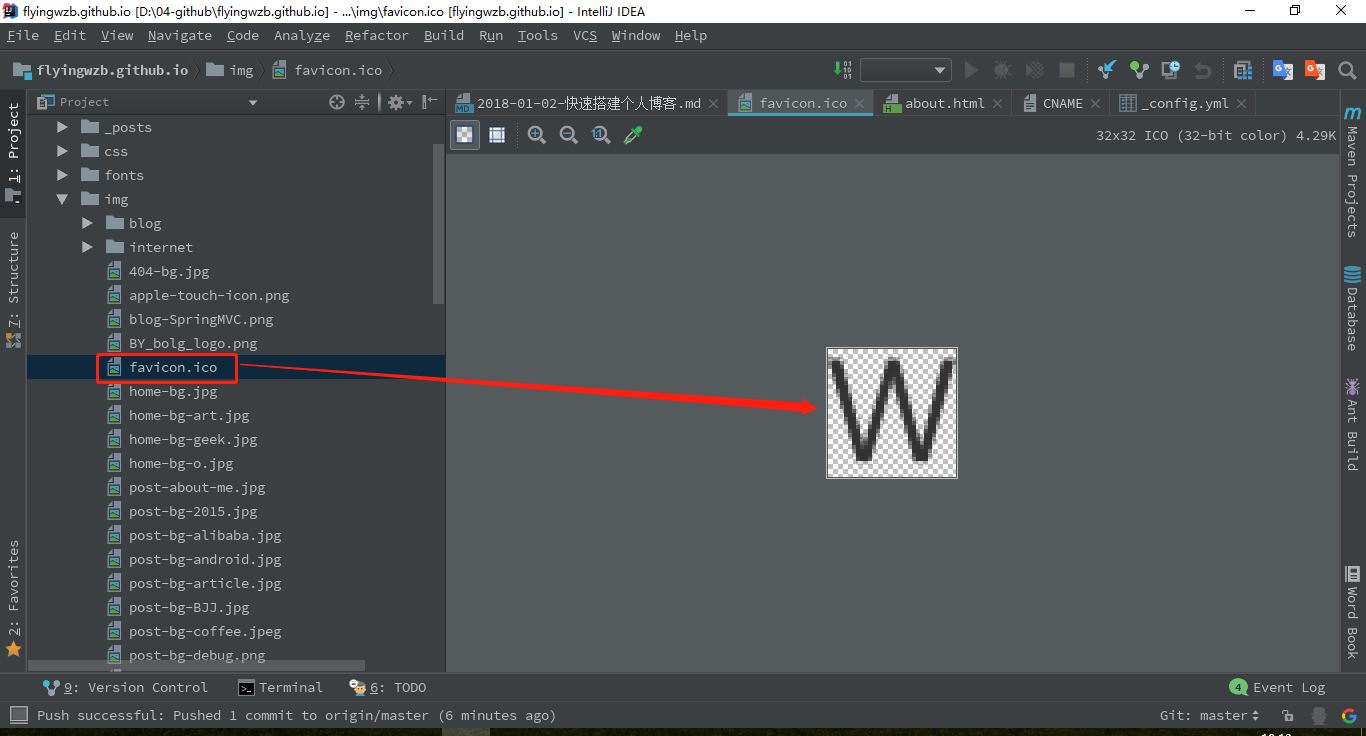 flyingwzb.github.io [D:\04-github\flyingwzb.github.io] - ...\img\favicon.ico [flyingwzb.github.io] - IntelliJ IDEA
File Edit View Navigate Code Analyze Refactor Build Run Tools VCS Window Help
flyingwzb.github.io img favicon.ico
Project
2018-01-02-快速搭建个人博客.md favicon.ico about.html CNAME _config.yml
32x32 ICO (32-bit color) 4.29K
1: Project
7: Structure
2: Favorites
_posts
css
fonts
img
blog
internet
404-bg.jpg
apple-touch-icon.png
blog-SpringMVC.png
BY_bolg_logo.png
favicon.ico
home-bg.jpg
home-bg-art.jpg
home-bg-geek.jpg
home-bg-o.jpg
post-about-me.jpg
post-bg-2015.jpg
post-bg-alibaba.jpg
post-bg-android.jpg
post-bg-article.jpg
post-bg-BJJ.jpg
post-bg-coffee.jpeg
post-bg-debug.png
W
Maven Projects
Database
Ant Build
Word Book
9: Version Control Terminal 6: TODO
4 Event Log
Push successful: Pushed 1 commit to origin/master (6 minutes ago)
Git: master